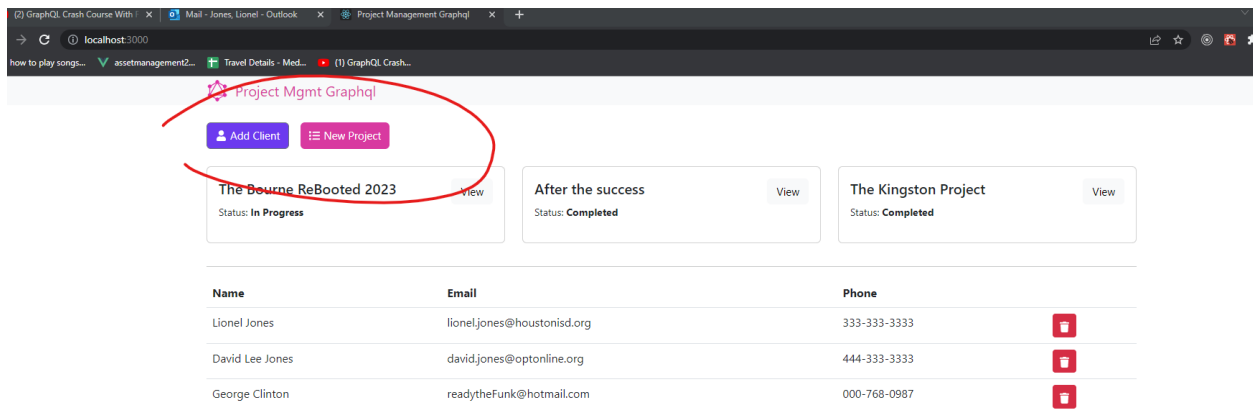 (2) GraphQL Crash Course With
Mail - Jones, Lionel - Outlook
Project Management Graphql
localhost:3000
how to play songs...
assetmanagement2...
Travel Details - Med...
(1) GraphQL Crash...
Project Mgmt Graphql
Add Client
New Project
The Bourne ReBooted 2023
View
Status: In Progress
After the success
View
Status: Completed
The Kingston Project
View
Status: Completed
Name Email Phone
Lionel Jones lionel.jones@houstonisd.org 333-333-3333
David Lee Jones david.jones@optonline.org 444-333-3333
George Clinton readytheFunk@hotmail.com 000-768-0987